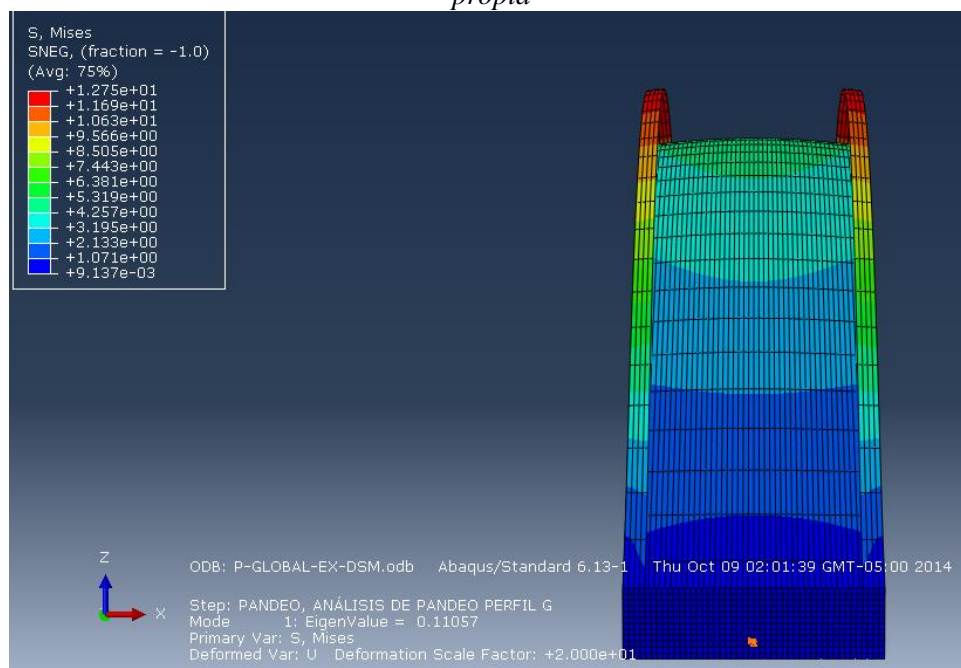 propia
S, Mises
SNEG, (fraction = -1.0)
(Avg: 75%)
+1.275e+01
+1.169e+01
+1.063e+01
+9.566e+00
+8.505e+00
+7.443e+00
+6.381e+00
+5.319e+00
+4.257e+00
+3.195e+00
+2.133e+00
+1.071e+00
+9.137e-03
Z
X
ODB: P-GLOBAL-EX-DSM.odb Abaqus/Standard 6.13-1 Thu Oct 09 02:01:39 GMT-05:00 2014
Step: PANDEO, ANÁLISIS DE PANDEO PERFIL G
Mode 1: EigenValue = 0.11057
Primary Var: S, Mises
Deformed Var: U Deformation Scale Factor: +2.000e+01